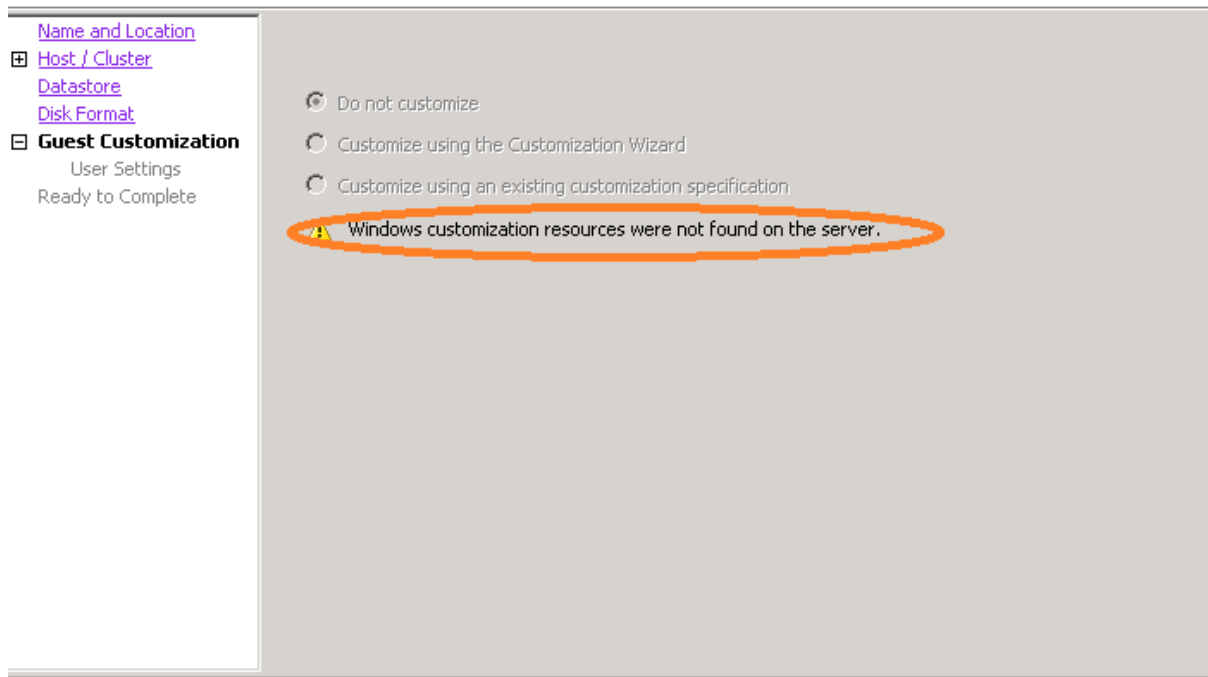 Name and Location
Host / Cluster
Datastore
Disk Format
Guest Customization
User Settings
Ready to Complete
Do not customize
Customize using the Customization Wizard
Customize using an existing customization specification
Windows customization resources were not found on the server.